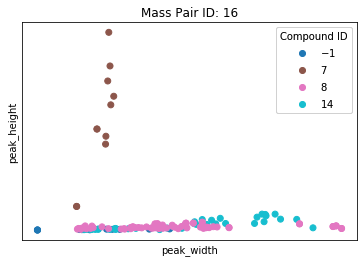 Mass Pair ID: 16
Compound ID
−1
7
8
14
peak_height
peak_width